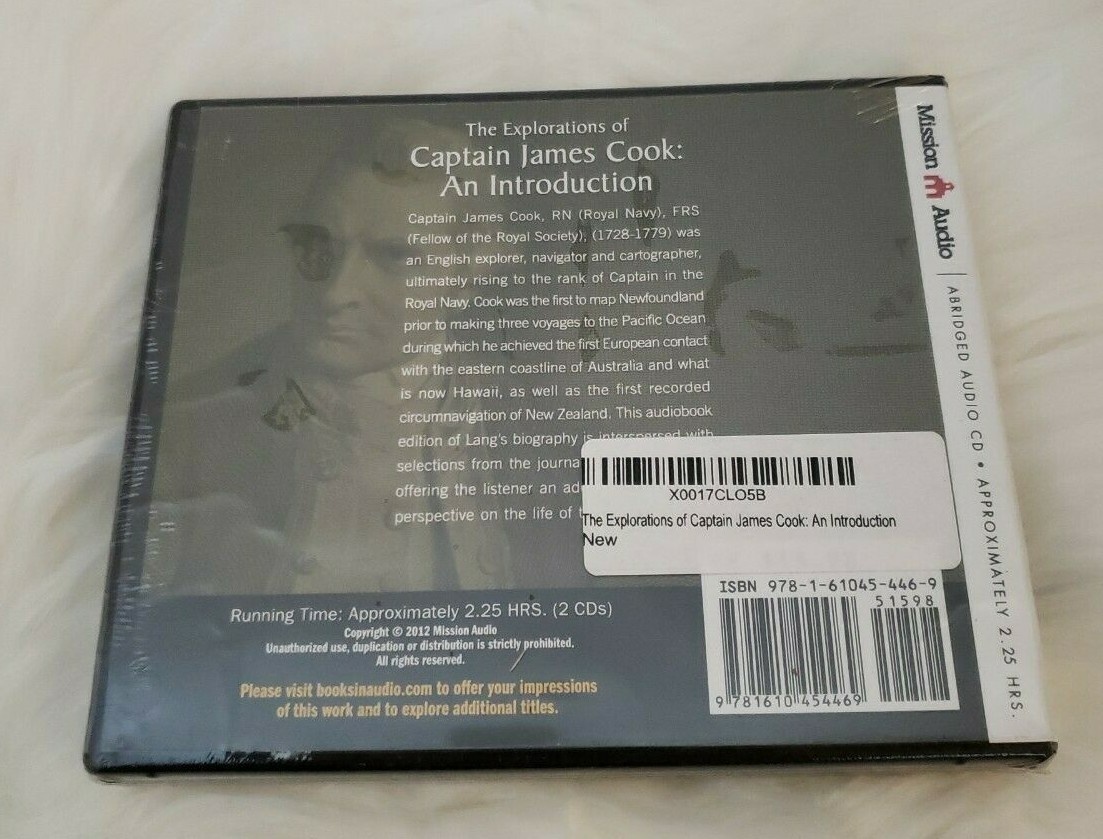 The Explorations of
Captain James Cook:
An Introduction
Captain James Cook, RN (Royal Navy), FRS
(Fellow of the Royal Society), (1728-1779) was
an English explorer, navigator and cartographer,
ultimately rising to the rank of Captain in the
Royal Navy. Cook was the first to map Newfoundland
prior to making three voyages to the Pacific Ocean
during which he achieved the first European contact
with the eastern coastline of Australia and what
is now Hawaii, as well as the first recorded
circumnavigation of New Zealand. This audiobook
edition of Lang's biography is interspersed with
selections from the journa
offering the listener an ad
perspective on the life of
X0017CLO5B
The Explorations of Captain James Cook: An Introduction
New
Running Time: Approximately 2.25 HRS. (2 CDs)
Copyright © 2012 Mission Audio
Unauthorized use, duplication or distribution is strictly prohibited.
All rights reserved.
Please visit booksinaudio.com to offer your impressions
of this work and to explore additional titles.
ISBN 978-1-61045-446-9
51598
9 781610 454469
Mission Audio
ABRIDGED AUDIO CD • APPROXIMATELY 2.25 HRS.